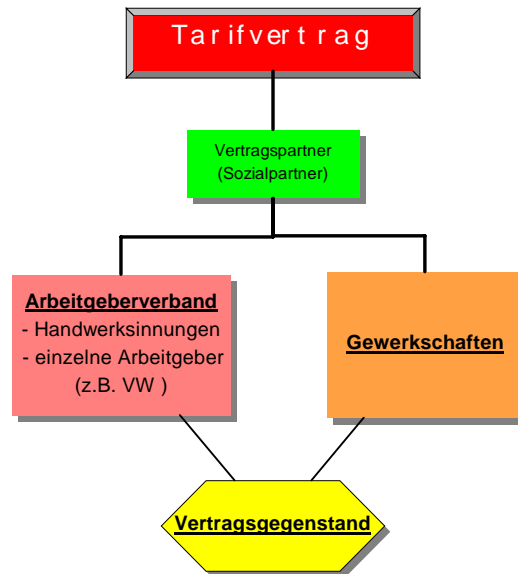 Tarifvertrag
Vertragspartner
(Sozialpartner)
Arbeitgeberverband
- Handwerksinnungen
- einzelne Arbeitgeber
(z.B. VW )
Gewerkschaften
Vertragsgegenstand